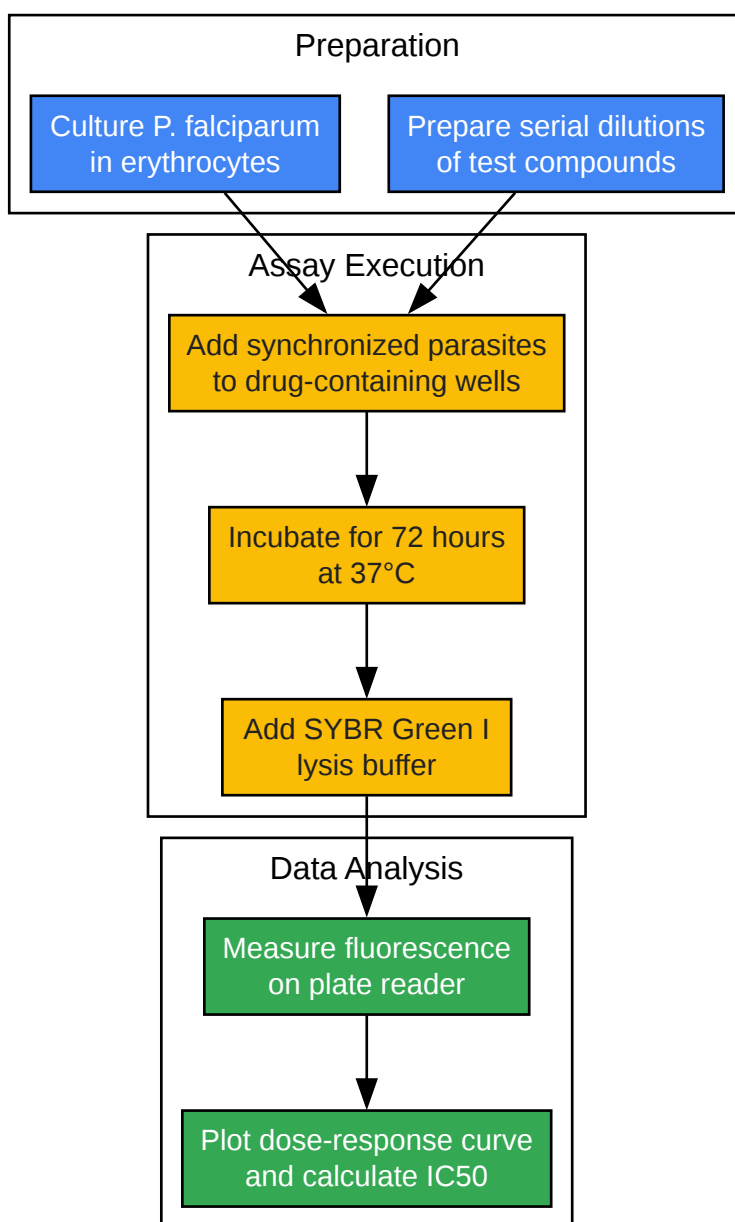 Preparation
Culture P. falciparum
in erythrocytes
Prepare serial dilutions
of test compounds
Assay Execution
Add synchronized parasites
to drug-containing wells
Incubate for 72 hours
at 37°C
Add SYBR Green I
lysis buffer
Data Analysis
Measure fluorescence
on plate reader
Plot dose-response curve
and calculate IC50